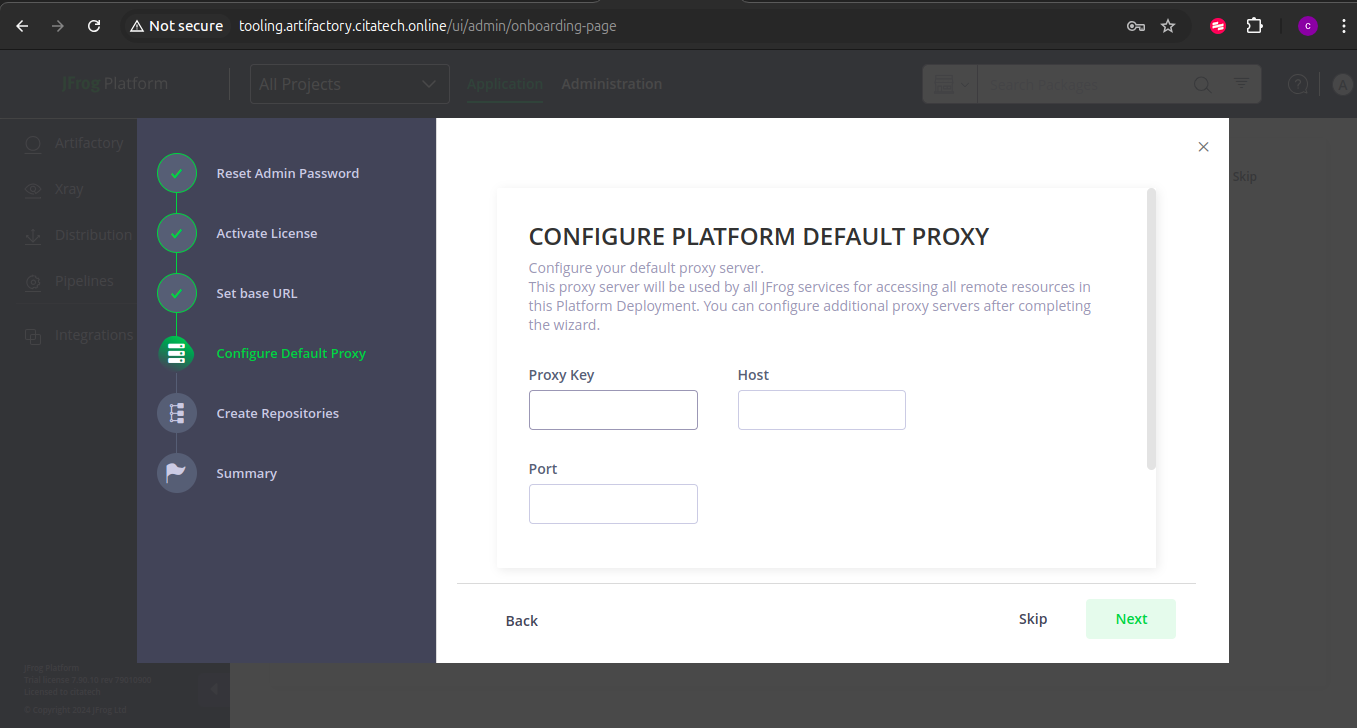 Not secure tooling.artifactory.citatech.online/ui/admin/onboarding-page
C
JFrog Platform
All Projects
Application
Administration
Search Packages
A
Artifactory
Xray
Distribution
Pipelines
Integrations
JFrog Platform
Licensed to citatech
© Copyright 2024 JFrog Ltd
Reset Admin Password
Activate License
Set base URL
Configure Default Proxy
Create Repositories
Summary
Skip
CONFIGURE PLATFORM DEFAULT PROXY
Configure your default proxy server.
This proxy server will be used by all JFrog services for accessing all remote resources in
this Platform Deployment. You can configure additional proxy servers after completing
the wizard.
Proxy Key
Host
Port
Back
Skip
Next